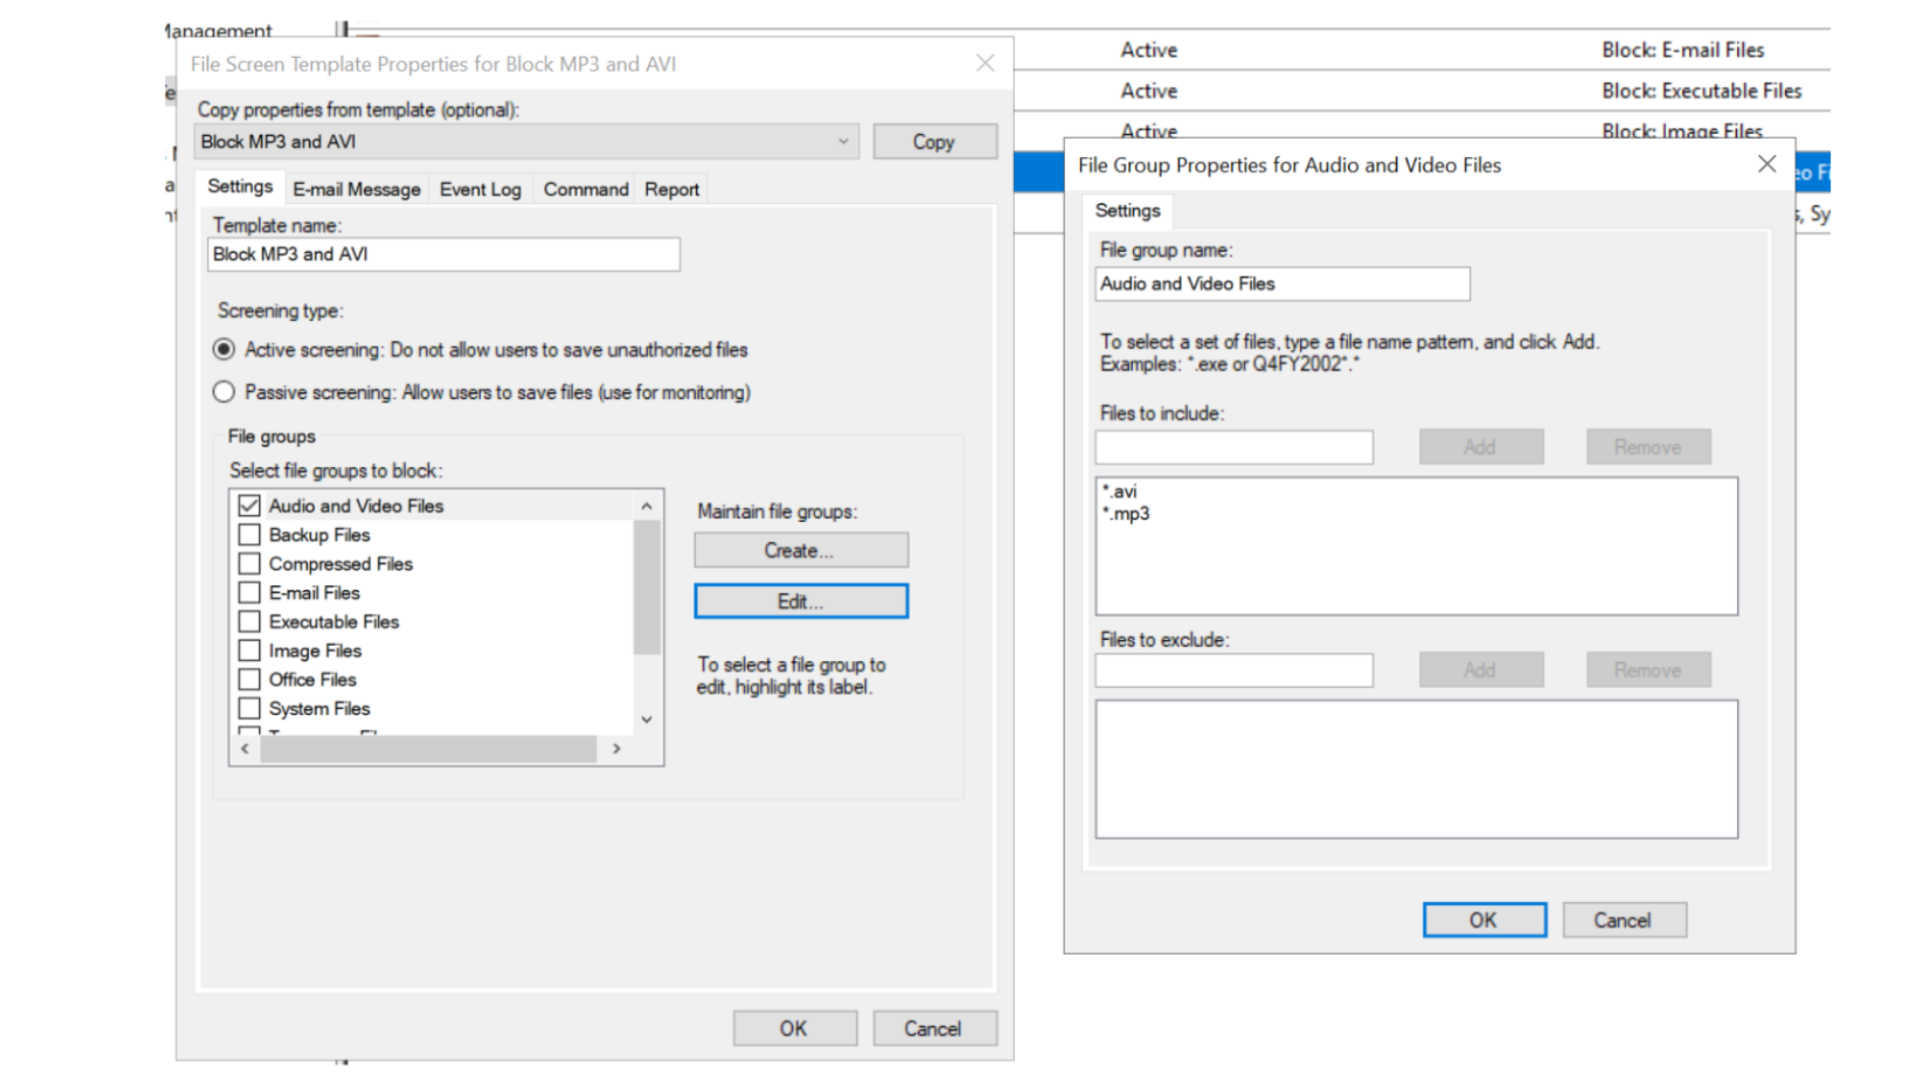 Management
File Screen Template Properties for Block MP3 and AVI
Copy properties from template (optional):
Block MP3 and AVI
Copy
Settings
E-mail Message
Event Log
Command
Report
Template name:
Block MP3 and AVI
Screening type:
Active screening: Do not allow users to save unauthorized files
Passive screening: Allow users to save files (use for monitoring)
File groups
Select file groups to block:
Audio and Video Files
Backup Files
Compressed Files
E-mail Files
Executable Files
Image Files
Office Files
System Files
Maintain file groups:
Create...
Edit...
To select a file group to
edit, highlight its label.
OK
Cancel
Active
Block: E-mail Files
Active
Block: Executable Files
Active
Block: Image Files
File Group Properties for Audio and Video Files
Settings
File group name:
Audio and Video Files
To select a set of files, type a file name pattern, and click Add.
Examples: *.exe or Q4FY2002*.*
Files to include:
Add
Remove
*.avi
*.mp3
Files to exclude:
Add
Remove
OK
Cancel